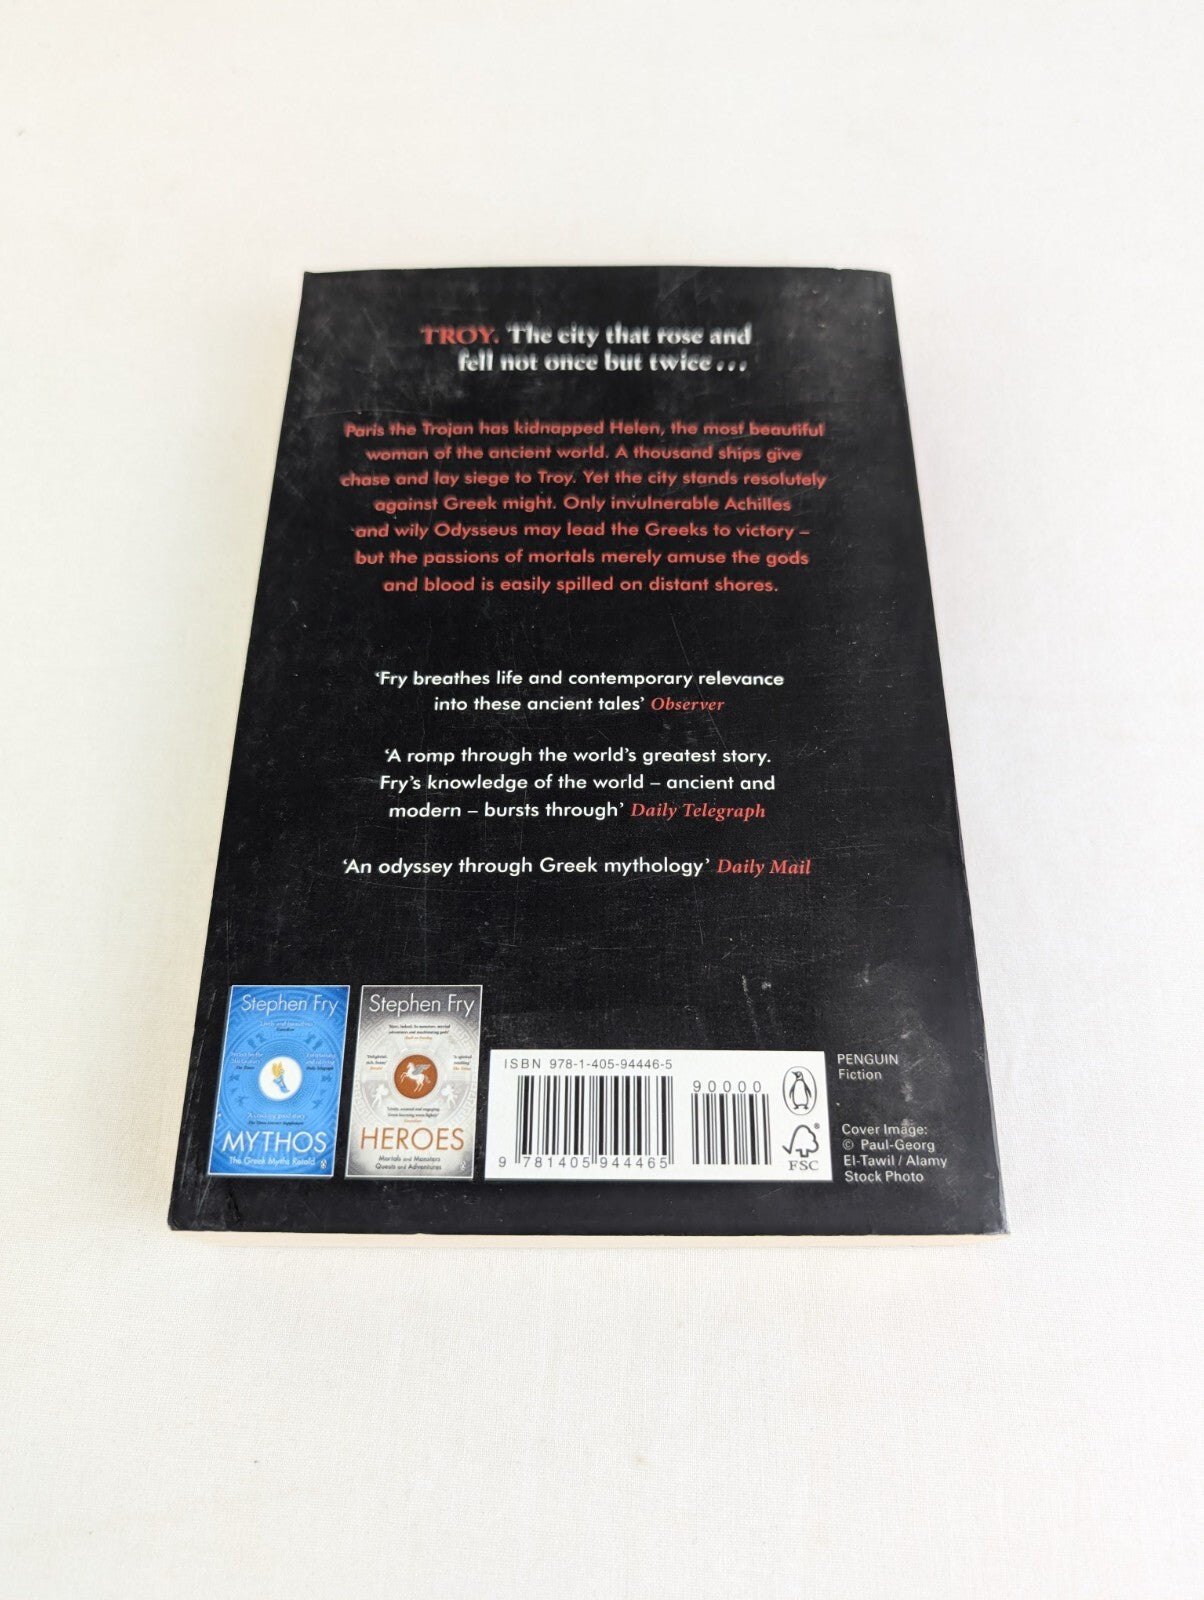 TROY. The city that rose and
fell not once but twice . . .
Paris the Trojan has kidnapped Helen, the most beautiful
woman of the ancient world. A thousand ships give
chase and lay siege to Troy. Yet the city stands resolutely
against Greek might. Only invulnerable Achilles
and wily Odysseus may lead the Greeks to victory –
but the passions of mortals merely amuse the gods
and blood is easily spilled on distant shores.
‘Fry breathes life and contemporary relevance
into these ancient tales’ Observer
‘A romp through the world’s greatest story.
Fry’s knowledge of the world – ancient and
modern – bursts through’ Daily Telegraph
‘An odyssey through Greek mythology’ Daily Mail
Stephen Fry
MYTHOS
The Greek Myths Retold
Stephen Fry
HEROES
Mortals and Monsters
Quests and Adventures
ISBN 978-1-405-94446-5
90000
9 781405 944465
FSC
PENGUIN
Fiction
Cover Image:
© Paul-Georg
El-Tawil / Alamy
Stock Photo